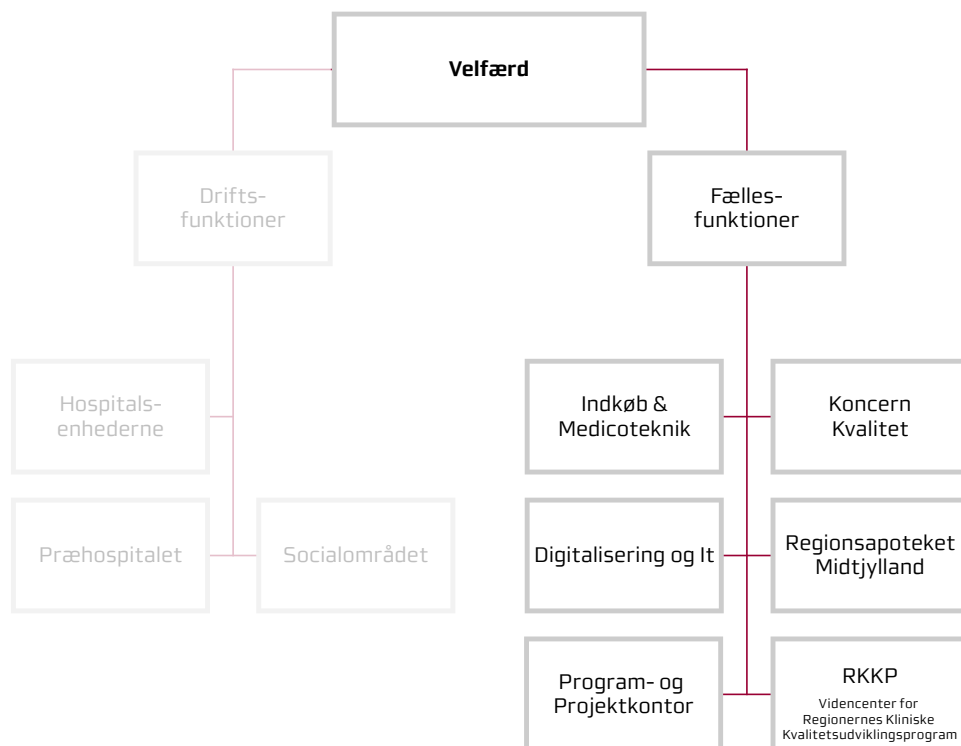 Velfærd
Drifts-
funktioner
Fælles-
funktioner
Hospitals-
enhederne
Præhospitalet
Socialområdet
Indkøb &
Medicoteknik
Koncern
Kvalitet
Digitalisering og It
Regionsapoteket
Midtjylland
Program- og
Projektkontor
RKKP
Videncenter for
Regionernes Kliniske
Kvalitetsudviklingsprogram